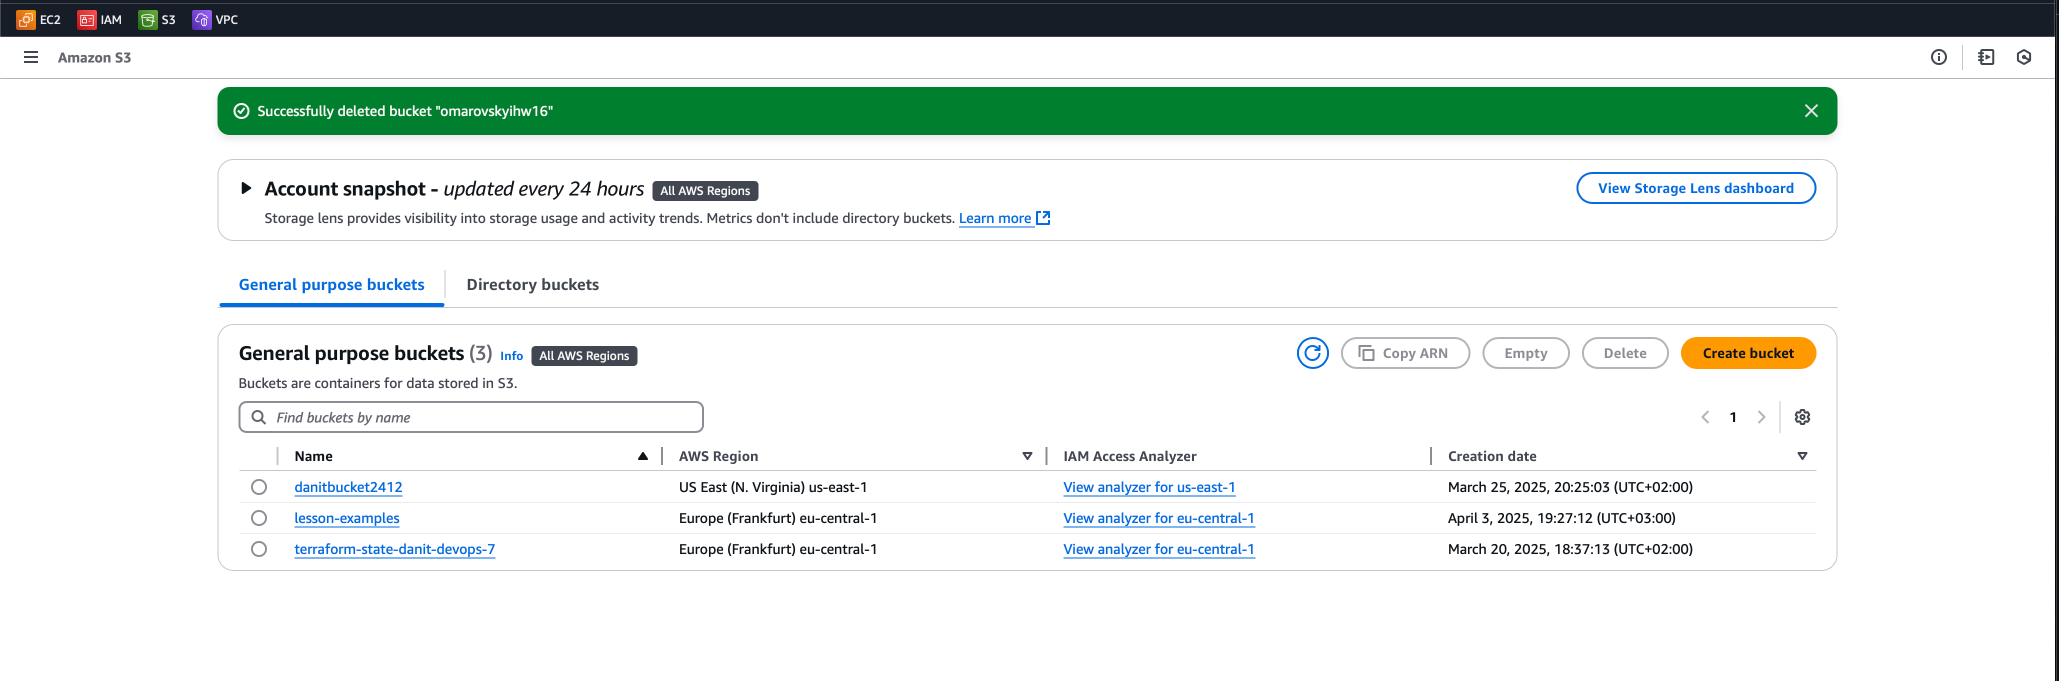 EC2 IAM S3 VPC
Amazon S3
Successfully deleted bucket "omarovskyihw16"
Account snapshot - updated every 24 hours All AWS Regions View Storage Lens dashboard
Storage lens provides visibility into storage usage and activity trends. Metrics don't include directory buckets. Learn more
General purpose buckets Directory buckets
General purpose buckets (3) Info All AWS Regions Copy ARN Empty Delete Create bucket
Buckets are containers for data stored in S3.
Find buckets by name 1
Name AWS Region IAM Access Analyzer Creation date
danitbucket2412 US East (N. Virginia) us-east-1 View analyzer for us-east-1 March 25, 2025, 20:25:03 (UTC+02:00)
lesson-examples Europe (Frankfurt) eu-central-1 View analyzer for eu-central-1 April 3, 2025, 19:27:12 (UTC+03:00)
terraform-state-danit-devops-7 Europe (Frankfurt) eu-central-1 View analyzer for eu-central-1 March 20, 2025, 18:37:13 (UTC+02:00)